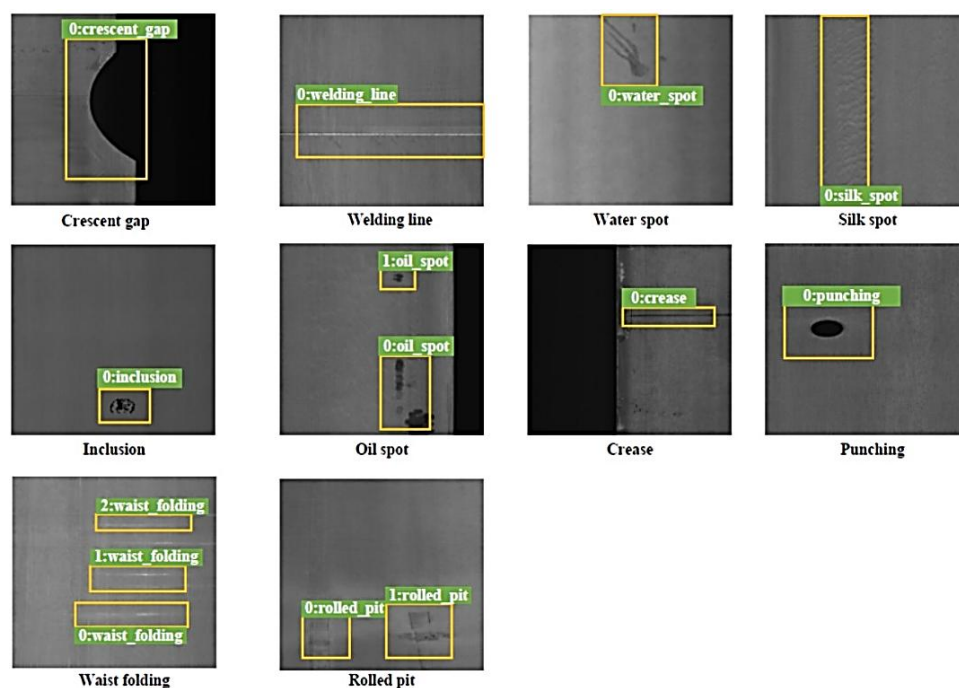 0:crescent_gap
Crescent gap
0:welding_line
Welding line
0:water_spot
Water spot
0:silk_spot
Silk spot
0:inclusion
Inclusion
1:oil_spot
0:oil_spot
Oil spot
0:crease
Crease
0:punching
Punching
2:waist_folding
1:waist_folding
0:waist_folding
Waist folding
0:rolled_pit
1:rolled_pit
Rolled pit